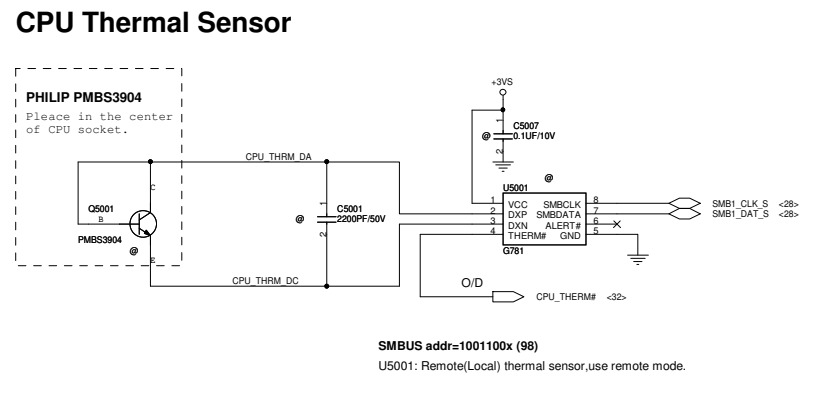 CPU Thermal Sensor
PHILIP PMBS3904
Pleace in the center
of CPU socket.
+3VS
1
C5007
@
0.1UF/10V
2
CPU_THRM_DA
@
C
Q5001
B
PMBS3904
@
E
1
C5001
@
2200PF/50V
2
U5001
1 VCC SMBCLK 8
2 DXP SMBDATA 7
3 DXN ALERT# 6
4 THERM# GND 5
G781
SMB1_CLK_S <28>
SMB1_DAT_S <28>
CPU_THRM_DC
O/D
CPU_THERM# <32>
SMBUS addr=1001100x (98)
U5001: Remote(Local) thermal sensor,use remote mode.